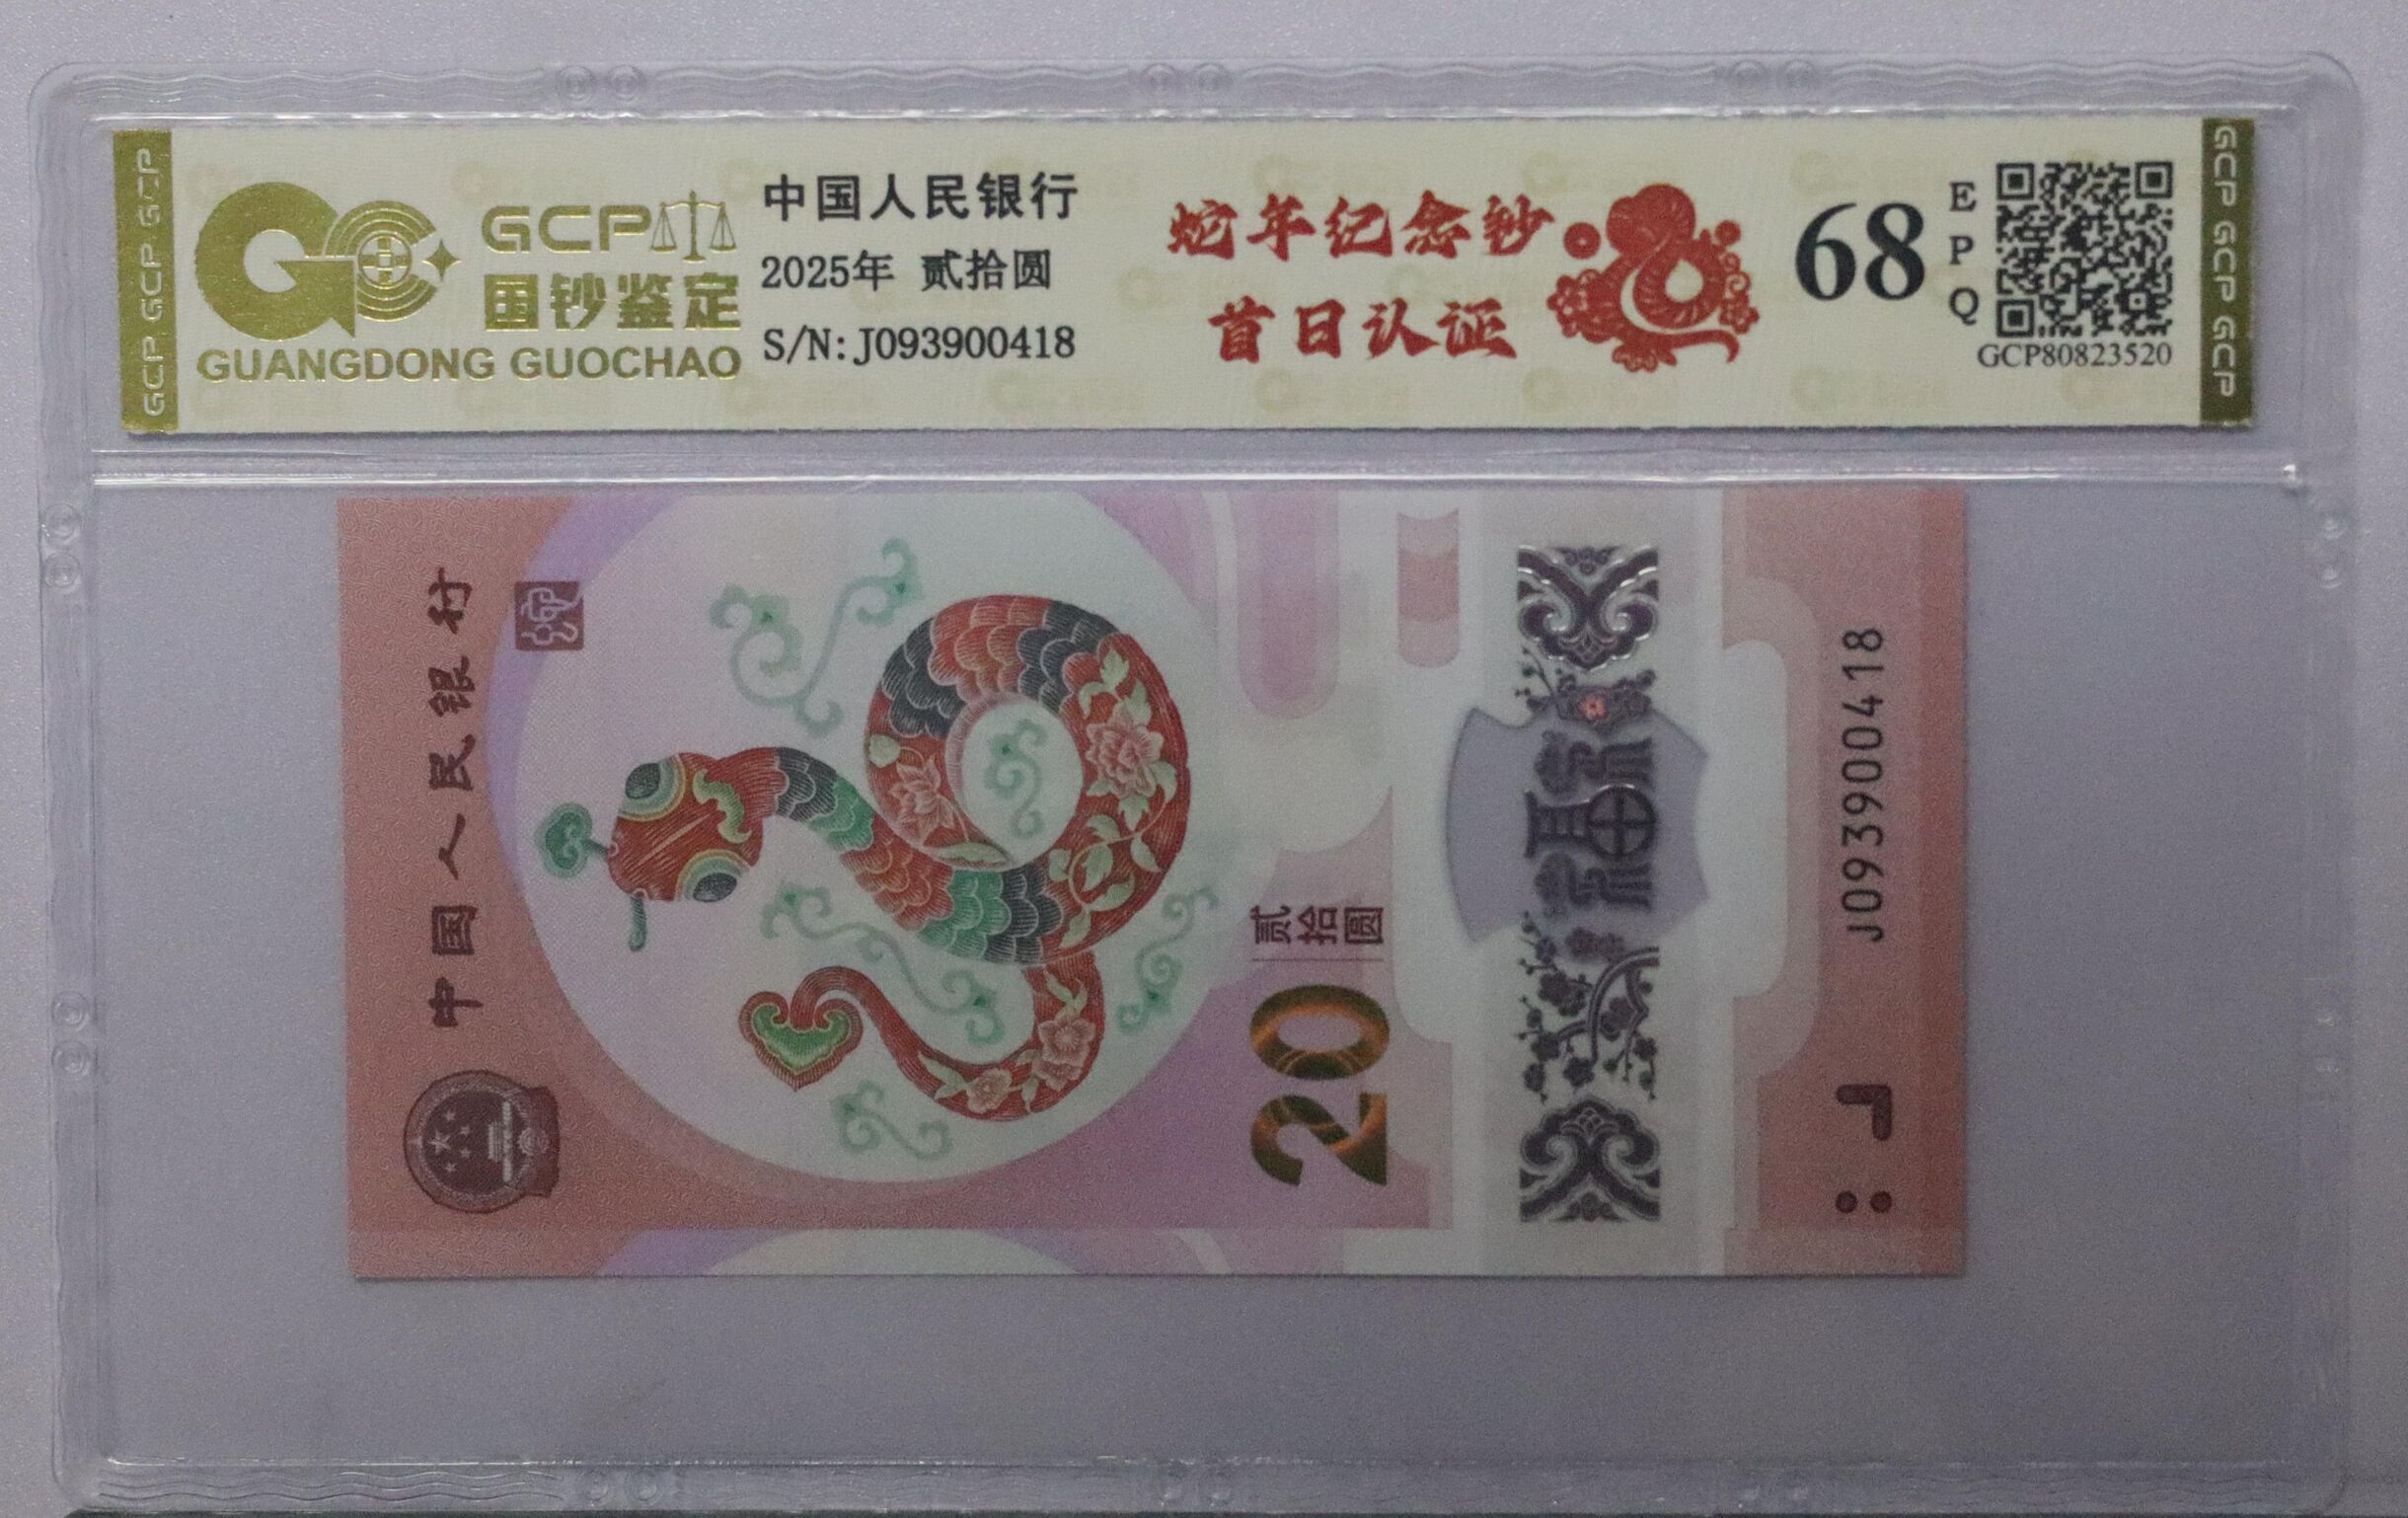 GCP GCP GCP
GCP
国钞鉴定
GUANGDONG GUOCHAO
中国人民银行
2025年 贰拾圆
S/N:J093900418
蛇年纪念钞
首日认证
68
EPQ
GCP80823520
GCP GCP GCP
中国人民银行
20
贰拾圆
福
J093900418